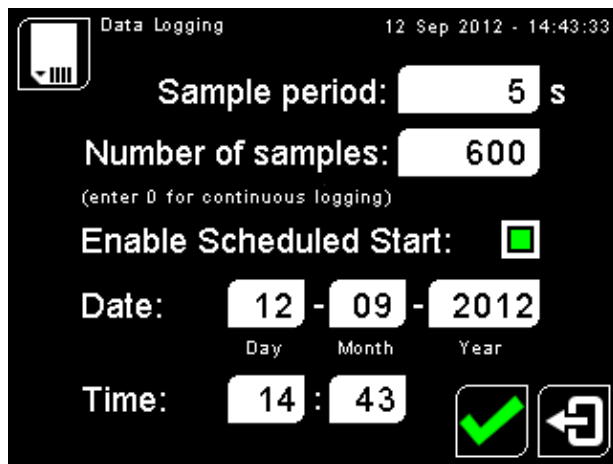 Data Logging 12 Sep 2012 - 14:43:33
Sample period: 5 s
Number of samples: 600
(enter 0 for continuous logging)
Enable Scheduled Start:
Date: 12 - 09 - 2012
Day Month Year
Time: 14 : 43